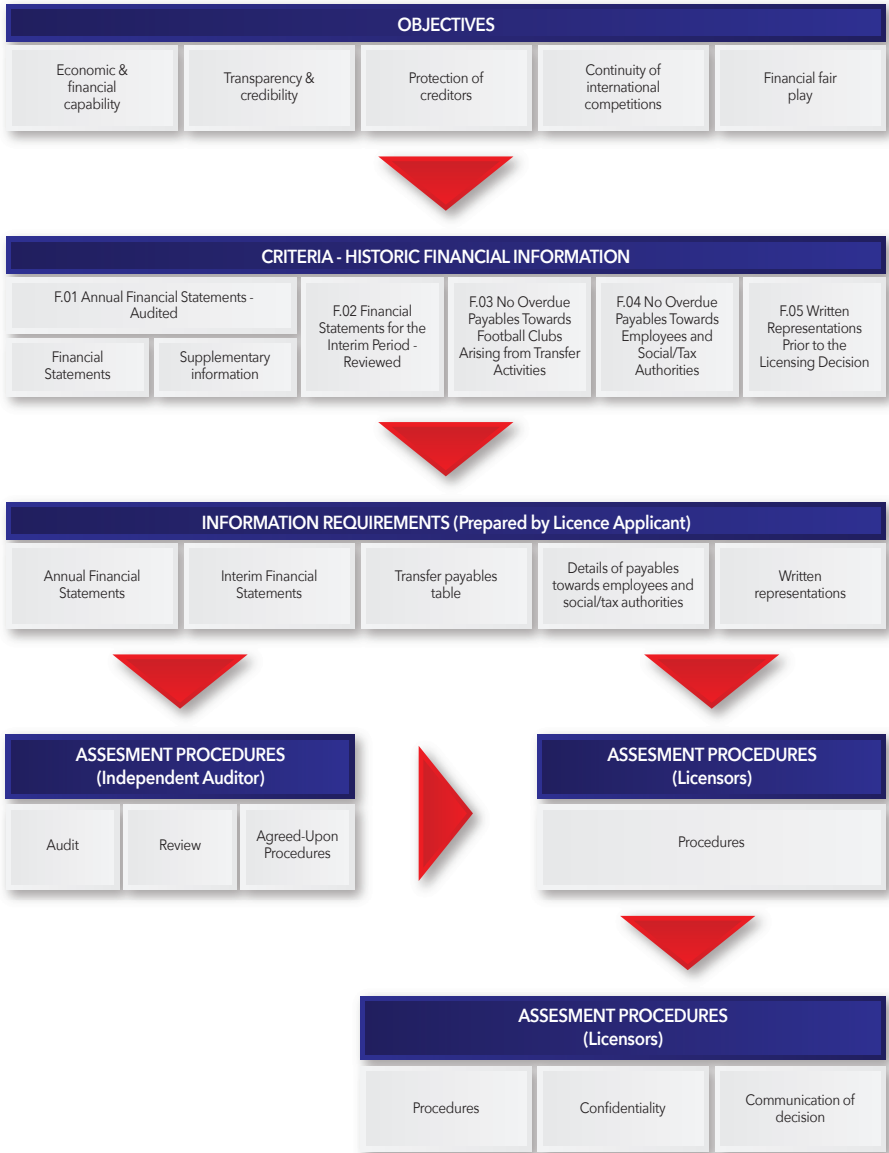 OBJECTIVES
Economic &
financial
capability
Transparency &
credibility
Protection of
creditors
Continuity of
international
competitions
Financial fair
play
CRITERIA - HISTORIC FINANCIAL INFORMATION
F.01 Annual Financial Statements -
Audited
Financial
Statements
Supplementary
information
F.02 Financial
Statements for the
Interim Period -
Reviewed
F.03 No Overdue
Payables Towards
Football Clubs
Arising from Transfer
Activities
F.04 No Overdue
Payables Towards
Employees and
Social/Tax
Authorities
F.05 Written
Representations
Prior to the
Licensing Decision
INFORMATION REQUIREMENTS (Prepared by Licence Applicant)
Annual Financial
Statements
Interim Financial
Statements
Transfer payables
table
Details of payables
towards employees and
social/tax authorities
Written
representations
ASSESMENT PROCEDURES
(Independent Auditor)
Audit
Review
Agreed-Upon
Procedures
ASSESMENT PROCEDURES
(Licensors)
Procedures
ASSESMENT PROCEDURES
(Licensors)
Procedures
Confidentiality
Communication of
decision